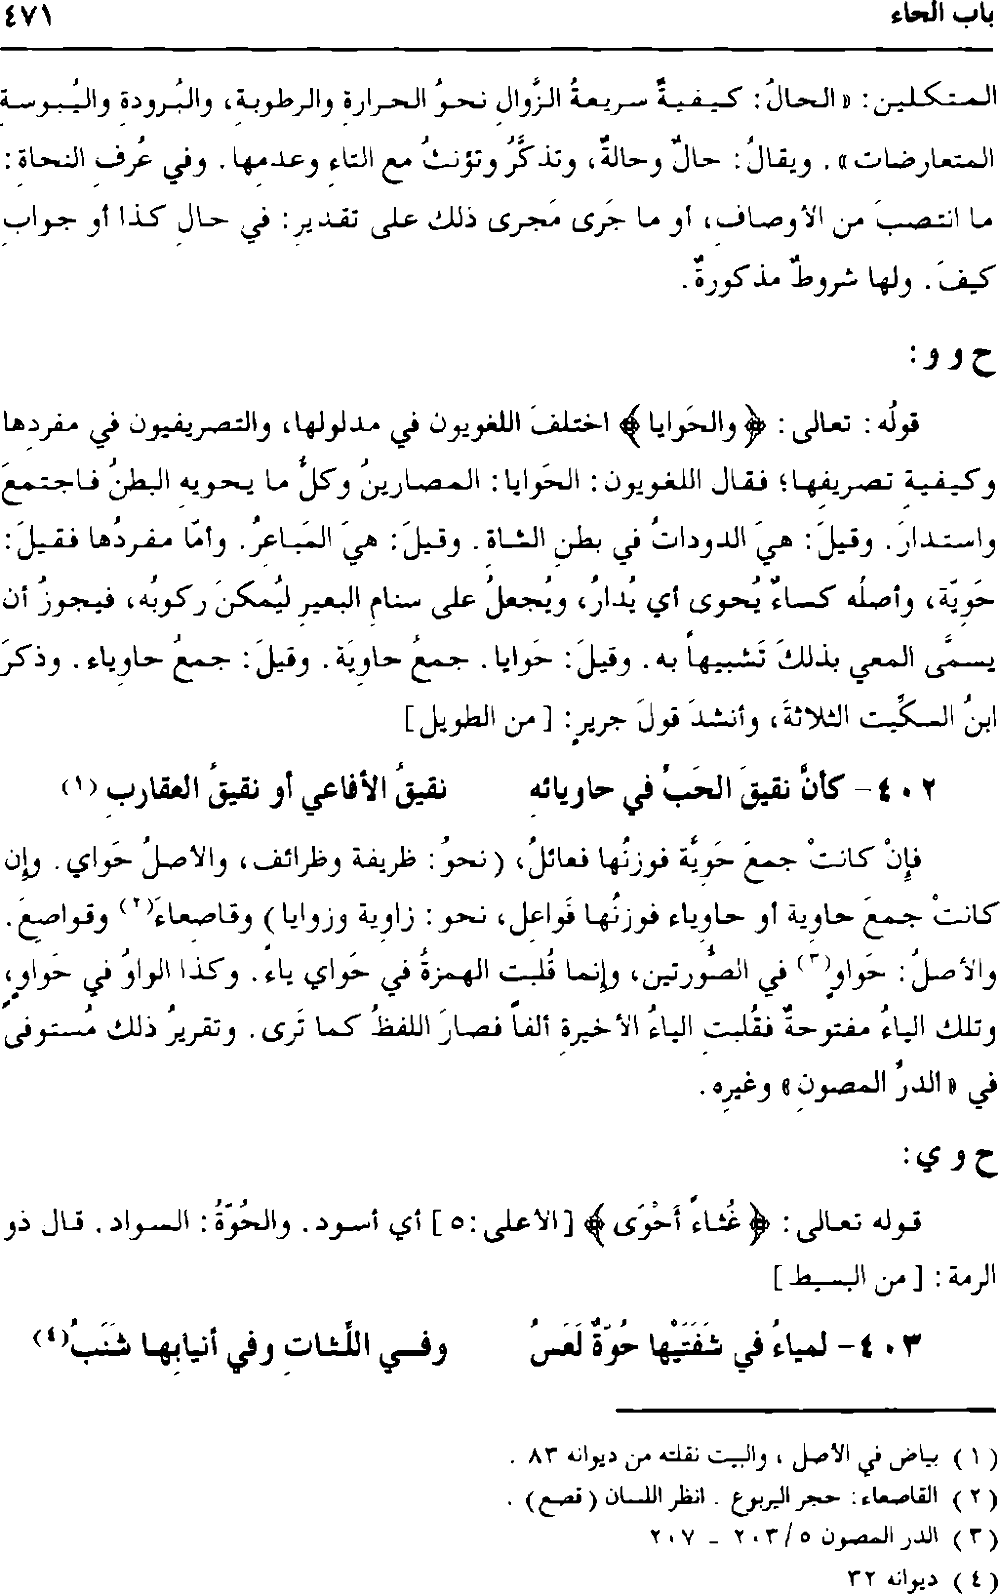 باب الحاء ٤٧١
المتكلين: «الحالُ: كيفيةٌ سريعةُ الزَّوالِ نحوُ الحرارةِ والرطوبةِ، والبُرودةِ واليُبوسةِ
المتعارضات». ويقالُ: حالٌ وحالةٌ، وتذكَّرُ وتؤنثُ مع التاءِ وعدمِها. وفي عُرفِ النحاة:
ما انتصبَ من الأوصافِ، أو ما جَرى مَجرى ذلك على تقديرِ: في حالِ كذا أو جوابِ
كيفَ. ولها شروطٌ مذكورةٌ.
ح و و:
قولُه: تعالى: ﴿والحَوايا﴾ اختلفَ اللغويون في مدلولها، والتصريفيون في مفردِها
وكيفيةِ تصريفِها؛ فقال اللغويون: الحَوايا: المصارينُ وكلُّ ما يحويه البطنُ فاجتمعَ
واستدارَ. وقيلَ: هيَ الدوداتُ في بطنِ الشاةِ. وقيلَ: هيَ المَباعرُ. وأمّا مفردُها فقيلَ:
حَوِيّة، وأصلُه كساءٌ يُحوى أي يُدارُ، ويُجعلُ على سنامِ البعيرِ ليُمكنَ ركوبُه، فيجوزُ أن
يسمَّى المعي بذلكَ تَشبيهاً به. وقيلَ: حَوايا. جمعُ حاويَة. وقيلَ: جمعُ حاوياء. وذكرَ
ابنُ السكِّيت الثلاثةَ، وأنشدَ قولَ جريرٍ: [من الطويل]
٤٠٢- كأنَّ نقيقَ الحَبِّ في حاويائه نقيقُ الأفاعي أو نقيقُ العقارب (١)
فإِنْ كانتْ جمعَ حَويَّة فوزنُها فعائلُ، (نحوُ: ظريفة وظرائف، والأصلُ حَواي. وإن
كانتْ جمعَ حاوية أو حاوِياء فوزنُها فَواعل، نحو: زاوية وزوايا) وقاصعاءَ(٢) وقواصعَ.
والأصلُ: حَواو(٣) في الصُّورتين، وإنما قُلبت الهمزةُ في حَواي ياءً. وكذا الواوُ في حَواوٍ،
وتلك الياءُ مفتوحةٌ فقُلبتِ الياءُ الأخيرةِ ألفاً فصارَ اللفظُ كما تَرى. وتقريرُ ذلك مُستوفىً
في «الدرِّ المصونِ» وغيرِه.
ح و ي:
قوله تعالى: ﴿غُثاءً أَحْوَى﴾ [الأعلى:٥] أي أسود. والحُوّةُ: السواد. قال ذو
الرمة: [من البسيط]
٤٠٣- لمياءُ في شَفَتَيْها حُوّةٌ لَعَسُ وفي اللِّثاتِ وفي أنيابِها شَنَبُ(٤)
(١) بياض في الأصل ، والبيت نقلته من ديوانه ٨٣ .
(٢) القاصعاء: حجر اليربوع . انظر اللسان (قصع) .
(٣) الدر المصون ٢٠٣/٥ - ٢٠٧
(٤) ديوانه ٣٢